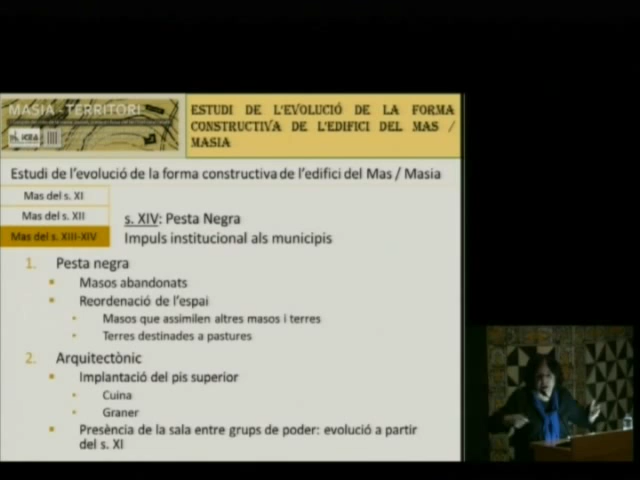 MASIA - TERRITORI
ICEA
ESTUDI DE L'EVOLUCIÓ DE LA FORMA
CONSTRUCTIVA DE L'EDIFICI DEL MAS /
MASIA
Estudi de l'evolució de la forma constructiva de l'edifici del Mas / Masia
Mas del s. XI
Mas del s. XII
Mas del s. XIII-XIV
s. XIV: Pesta Negra
Impuls institucional als municipis
1. Pesta negra
Masos abandonats
Reordenació de l'espai
Masos que assimilen altres masos i terres
Terres destinades a pastures
2. Arquitectònic
Implantació del pis superior
Cuina
Graner
Presència de la sala entre grups de poder: evolució a partir
del s. XI